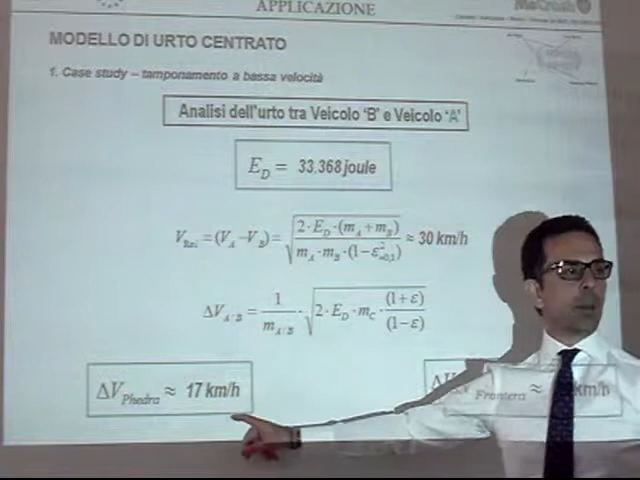 APPLICAZIONE
MODELLO DI URTO CENTRATO
1. Case study – tamponamento a bassa velocità
Analisi dell'urto tra Veicolo 'B' e Veicolo 'A'
E_D = 33.368 joule
V_Rel = (V_A - V_B) = √(2·E_D·(m_A + m_B) / m_A·m_B·(1-ε²_=0,1)) ≈ 30 km/h
ΔV_A/B = 1/m_A/B · √(2·E_D·m_C·(1+ε)/(1-ε))
ΔV_Phedra ≈ 17 km/h
Frontera ≈ km/h